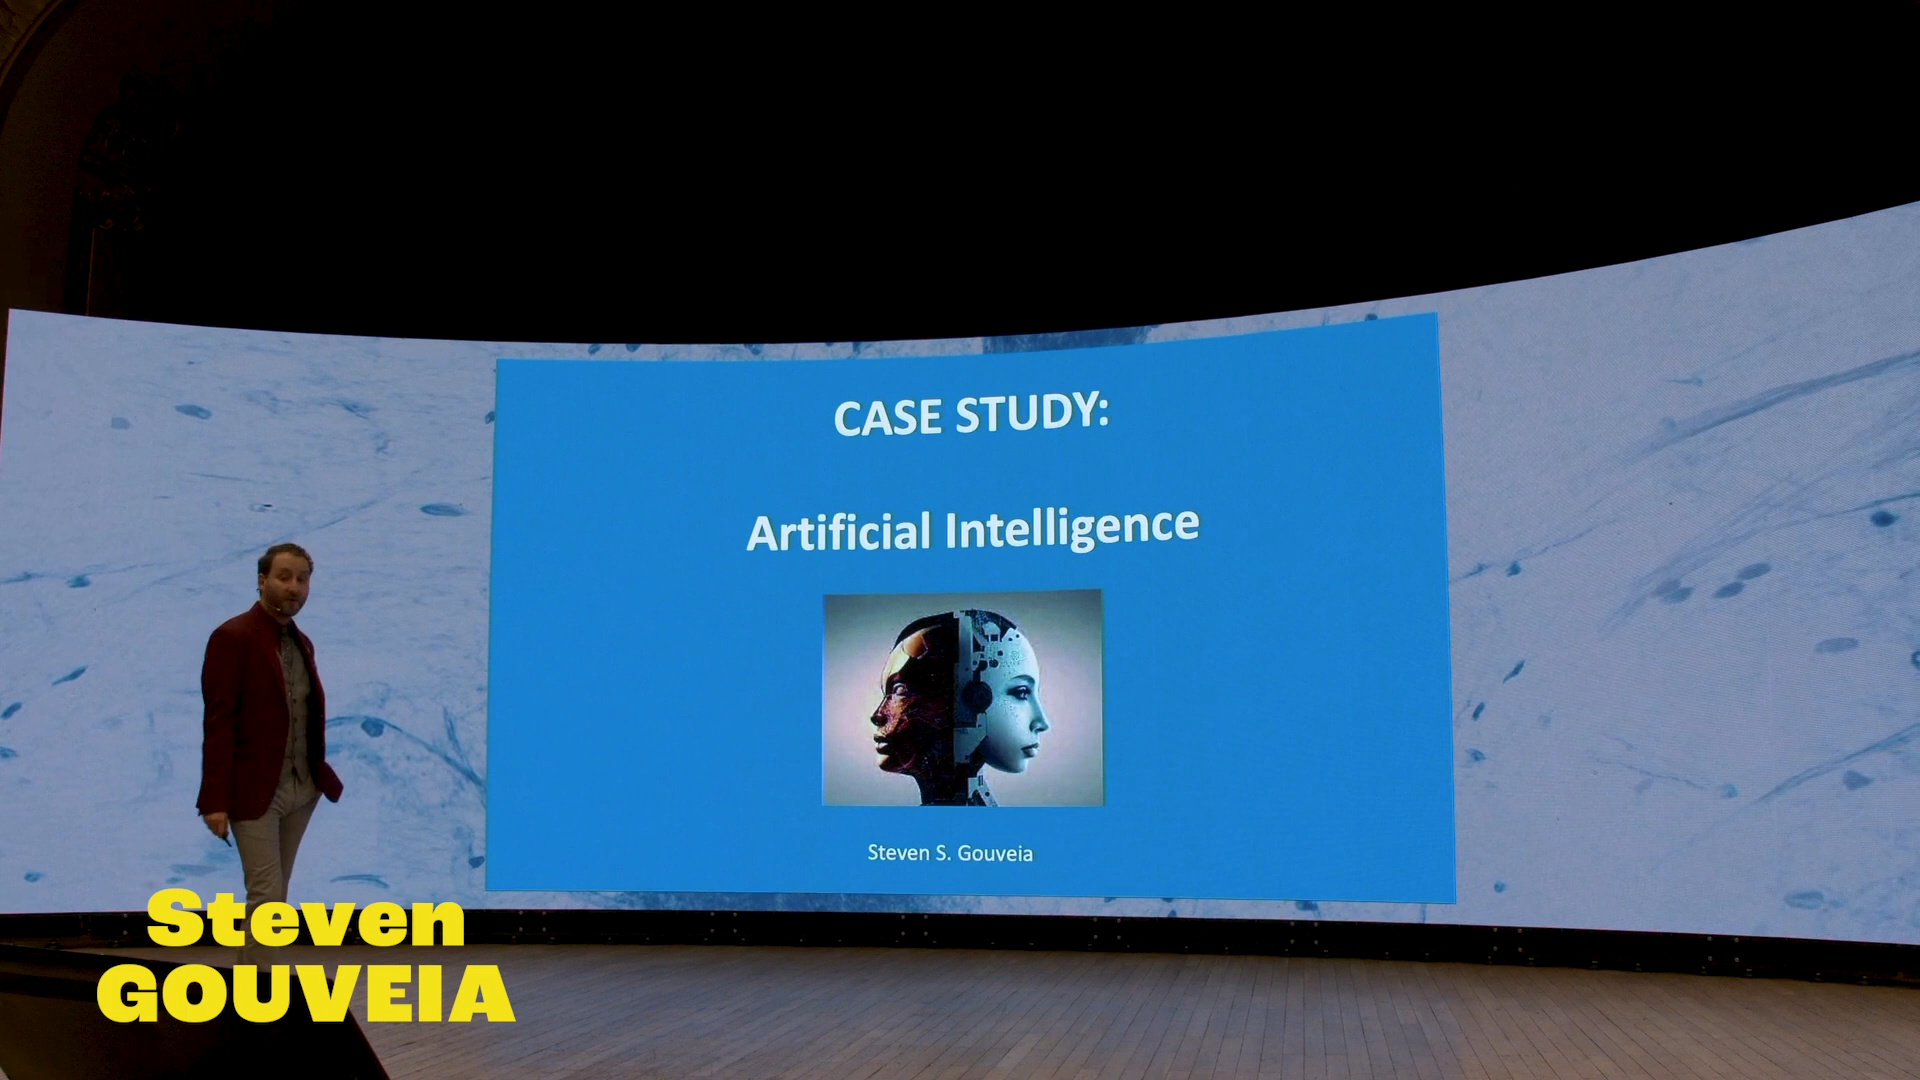 CASE STUDY:
Artificial Intelligence
Steven S. Gouveia
Steven
GOUVEIA